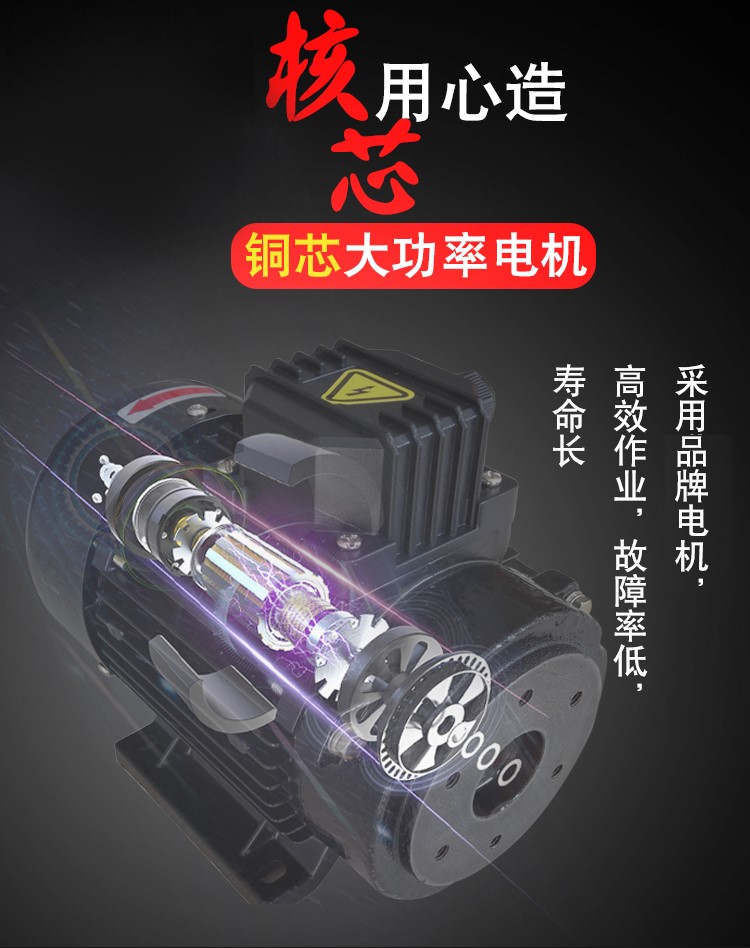 核芯
用心造
铜芯大功率电机
采用品牌电机，
高效作业，故障率低，
寿命长